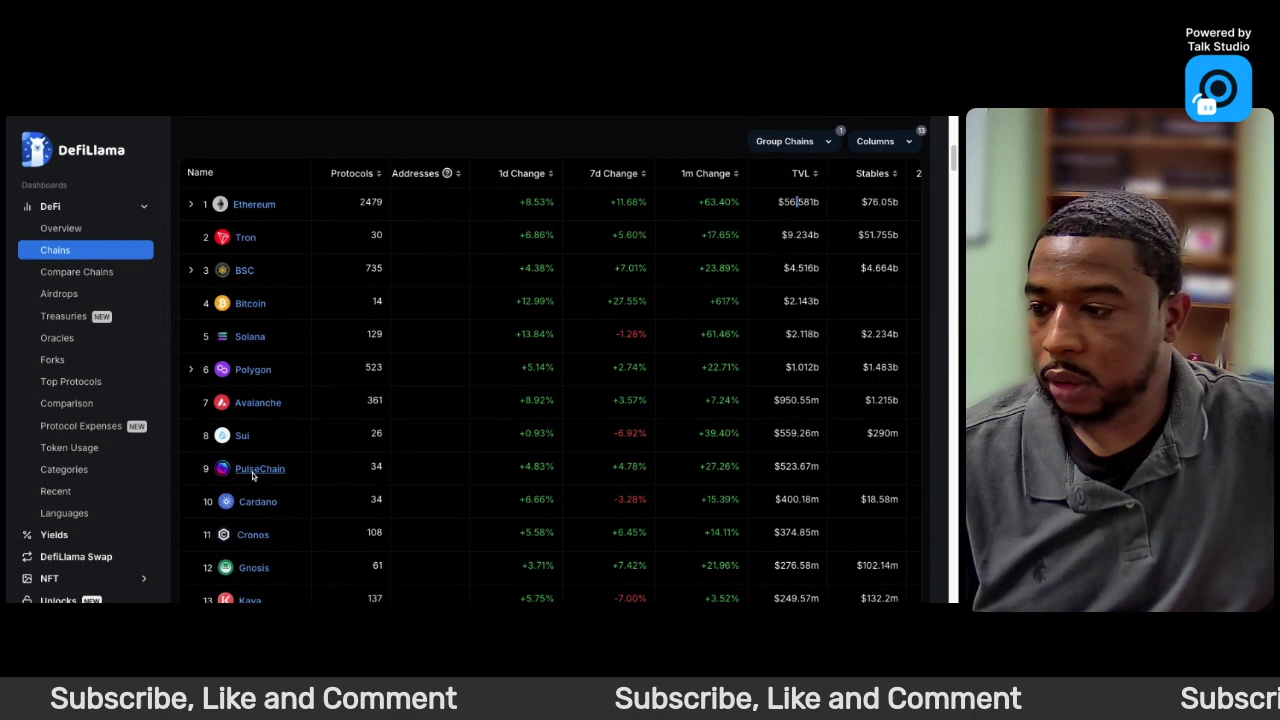 Powered by
Talk Studio
DefiLlama
Group Chains 1 Columns 13
Dashboards
DeFi
Overview
Chains
Compare Chains
Airdrops
Treasuries NEW
Oracles
Forks
Top Protocols
Comparison
Protocol Expenses NEW
Token Usage
Categories
Recent
Languages
Yields
DefiLlama Swap
NFT
Unlocks NEW
Name Protocols Addresses ? 1d Change 7d Change 1m Change TVL Stables 2
1 Ethereum 2479 +8.53% +11.68% +63.40% $56.581b $76.05b
2 Tron 30 +6.86% +5.60% +17.65% $9.234b $51.755b
3 BSC 735 +4.38% +7.01% +23.89% $4.516b $4.664b
4 Bitcoin 14 +12.99% +27.55% +617% $2.143b
5 Solana 129 +13.84% -1.28% +61.46% $2.118b $2.234b
6 Polygon 523 +5.14% +2.74% +22.71% $1.012b $1.483b
7 Avalanche 361 +8.92% +3.57% +7.24% $950.55m $1.215b
8 Sui 26 +0.93% -6.92% +39.40% $559.26m $290m
9 PulseChain 34 +4.83% +4.78% +27.26% $523.67m
10 Cardano 34 +6.66% -3.28% +15.39% $400.18m $18.58m
11 Cronos 108 +5.58% +6.45% +14.11% $374.85m
12 Gnosis 61 +3.71% +7.42% +21.96% $276.58m $102.14m
13 Kava 137 +5.75% -7.00% +3.52% $249.57m $132.2m
Subscribe, Like and Comment Subscribe, Like and Comment Subscri